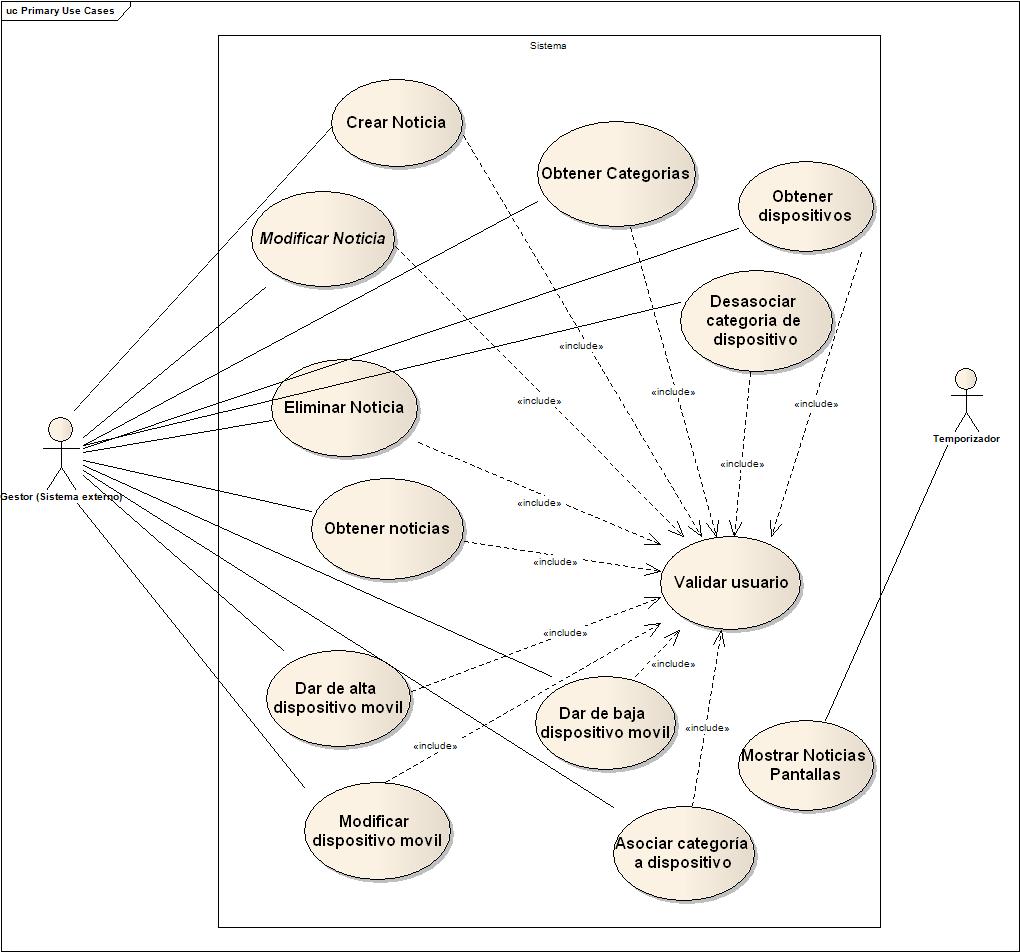 uc Primary Use Cases
Sistema
Crear Noticia
Obtener Categorias
Obtener
dispositivos
Modificar Noticia
Desasociar
categoria de
dispositivo
«include»
«include»
«include»
«include»
Eliminar Noticia
Temporizador
«include»
Gestor (Sistema externo)
«include»
Obtener noticias
«include»
Validar usuario
«include»
«include»
Dar de alta
dispositivo movil
Dar de baja
dispositivo movil
«include»
«include»
Mostrar Noticias
Pantallas
Modificar
dispositivo movil
Asociar categoría
a dispositivo